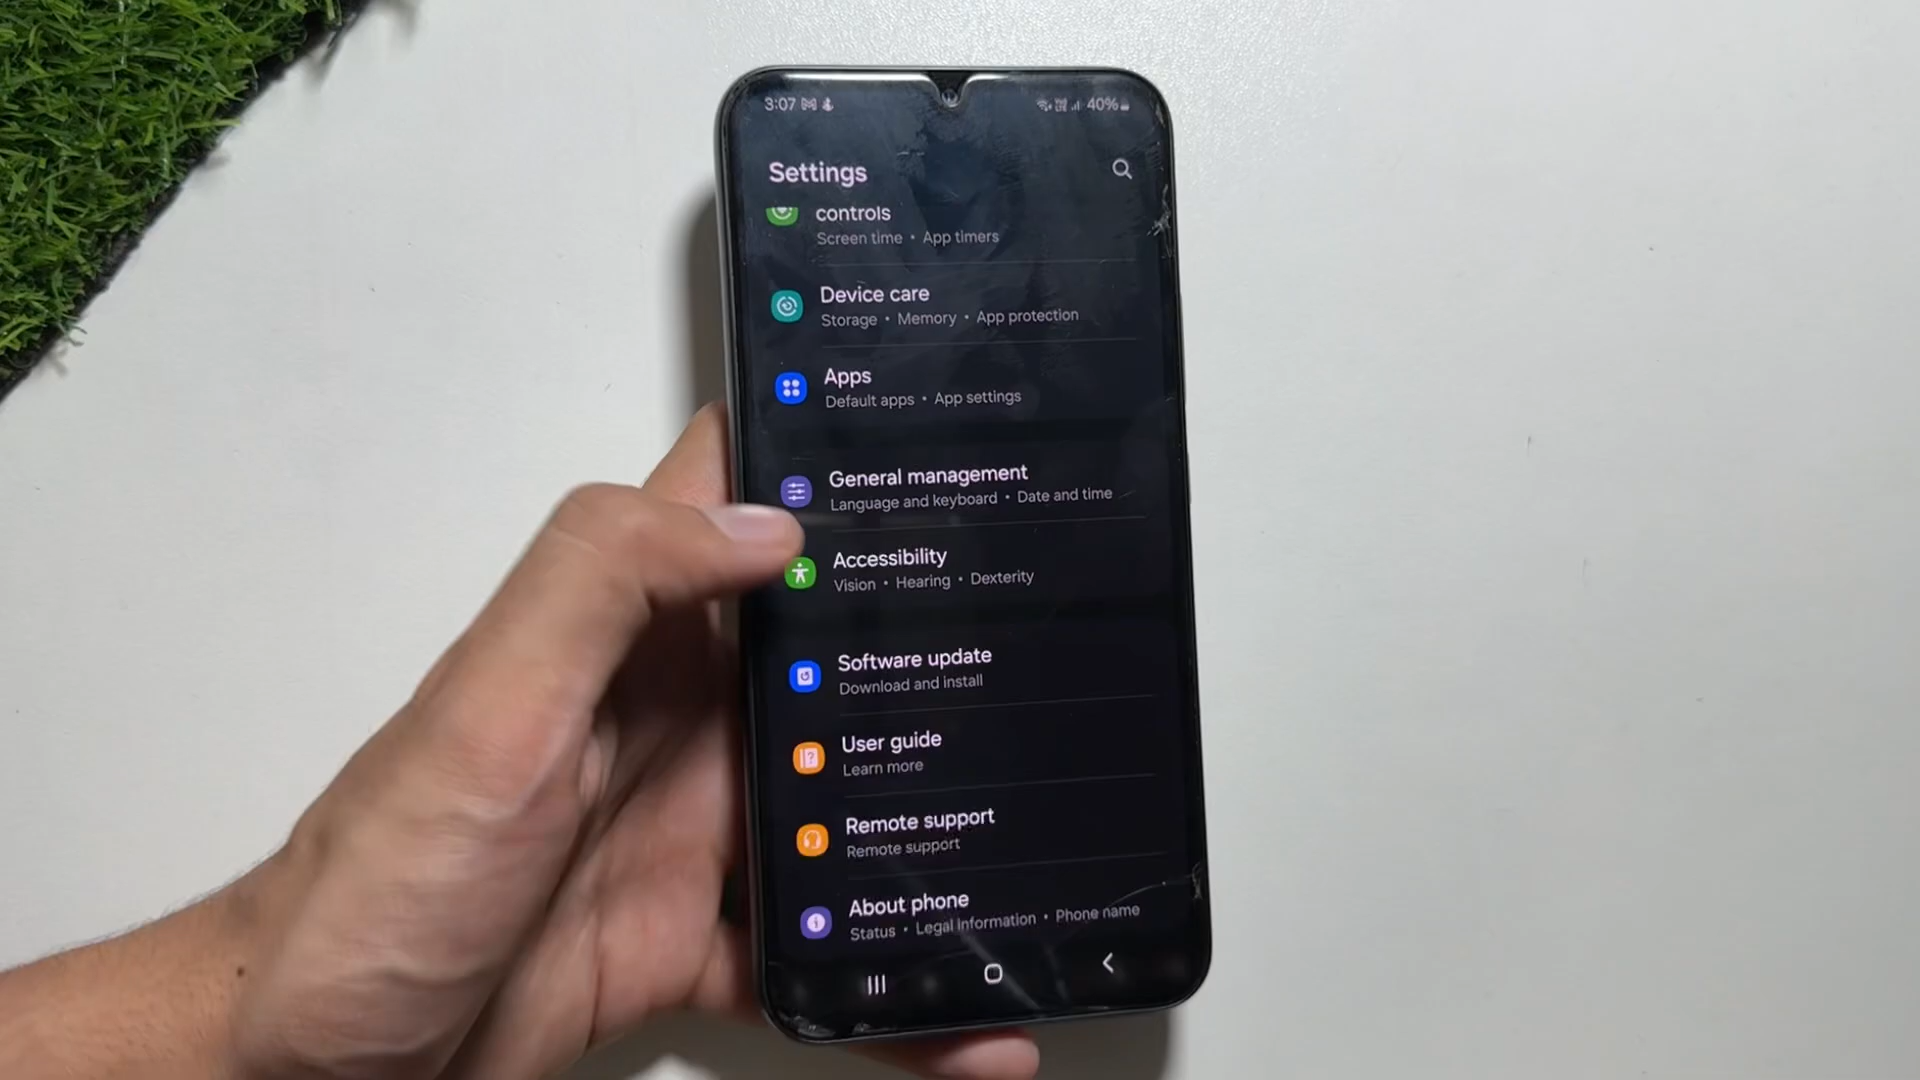 3:07
40%
Settings
controls
Screen time • App timers
Device care
Storage • Memory • App protection
Apps
Default apps • App settings
General management
Language and keyboard • Date and time
Accessibility
Vision • Hearing • Dexterity
Software update
Download and install
User guide
Learn more
Remote support
Remote support
About phone
Status • Legal information • Phone name